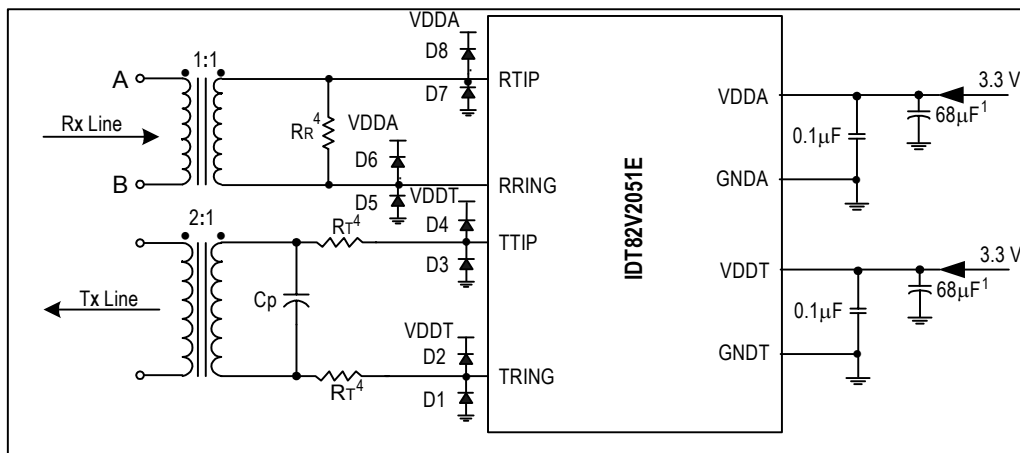 VDDA
D8
1:1
A
RTIP
3.3 V
D7
VDDA
68µF¹
Rx Line
RR⁴
VDDA
0.1µF
D6
B
RRING
GNDA
D5
VDDT
2:1
RT⁴
D4
TTIP
IDT82V2051E
3.3 V
D3
VDDT
68µF¹
Tx Line
Cp
0.1µF
VDDT
D2
GNDT
TRING
RT⁴
D1